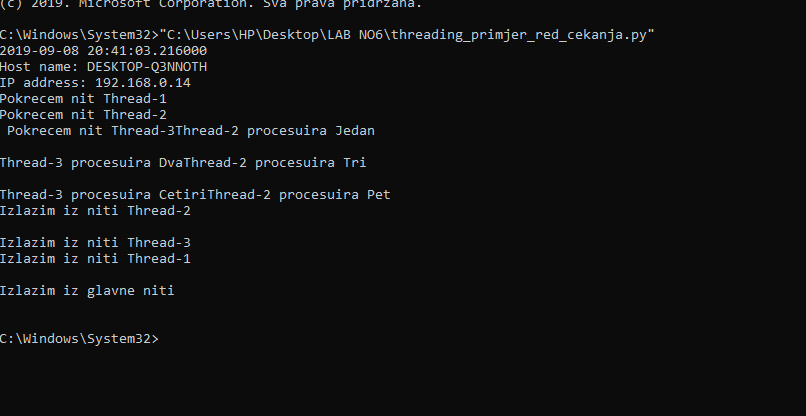 (c) 2019. Microsoft Corporation. Sva prava pridržana.
C:\Windows\System32>"C:\Users\HP\Desktop\LAB NO6\threading_primjer_red_cekanja.py"
2019-09-08 20:41:03.216000
Host name: DESKTOP-Q3NNOTH
IP address: 192.168.0.14
Pokrecem nit Thread-1
Pokrecem nit Thread-2
Pokrecem nit Thread-3Thread-2 procesuira Jedan
Thread-3 procesuira DvaThread-2 procesuira Tri
Thread-3 procesuira CetiriThread-2 procesuira Pet
Izlazim iz niti Thread-2
Izlazim iz niti Thread-3
Izlazim iz niti Thread-1
Izlazim iz glavne niti
C:\Windows\System32>